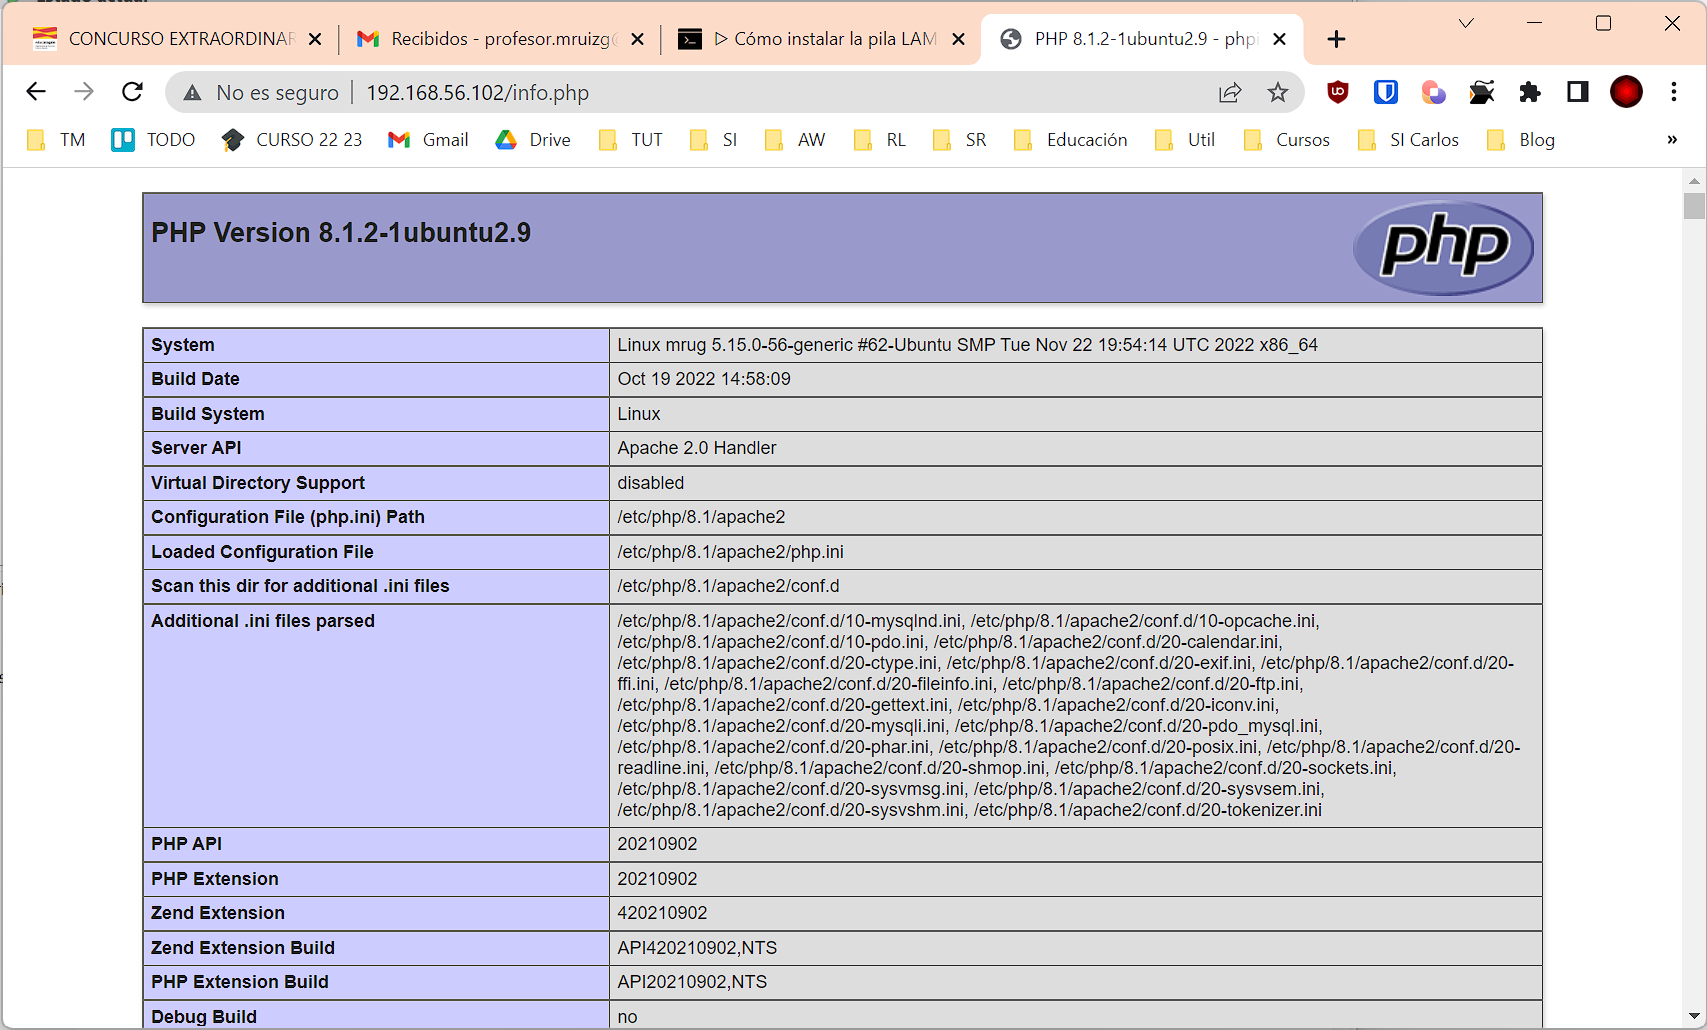 CONCURSO EXTRAORDINAR
Recibidos - profesor.mruizg@
Cómo instalar la pila LAM
PHP 8.1.2-1ubuntu2.9 - phpi
No es seguro
192.168.56.102/info.php
TM
TODO
CURSO 22 23
Gmail
Drive
TUT
SI
AW
RL
SR
Educación
Util
Cursos
SI Carlos
Blog
»
PHP Version 8.1.2-1ubuntu2.9
php
System
Linux mrug 5.15.0-56-generic #62-Ubuntu SMP Tue Nov 22 19:54:14 UTC 2022 x86_64
Build Date
Oct 19 2022 14:58:09
Build System
Linux
Server API
Apache 2.0 Handler
Virtual Directory Support
disabled
Configuration File (php.ini) Path
/etc/php/8.1/apache2
Loaded Configuration File
/etc/php/8.1/apache2/php.ini
Scan this dir for additional .ini files
/etc/php/8.1/apache2/conf.d
Additional .ini files parsed
/etc/php/8.1/apache2/conf.d/10-mysqlnd.ini, /etc/php/8.1/apache2/conf.d/10-opcache.ini,
/etc/php/8.1/apache2/conf.d/10-pdo.ini, /etc/php/8.1/apache2/conf.d/20-calendar.ini,
/etc/php/8.1/apache2/conf.d/20-ctype.ini, /etc/php/8.1/apache2/conf.d/20-exif.ini, /etc/php/8.1/apache2/conf.d/20-
ffi.ini, /etc/php/8.1/apache2/conf.d/20-fileinfo.ini, /etc/php/8.1/apache2/conf.d/20-ftp.ini,
/etc/php/8.1/apache2/conf.d/20-gettext.ini, /etc/php/8.1/apache2/conf.d/20-iconv.ini,
/etc/php/8.1/apache2/conf.d/20-mysqli.ini, /etc/php/8.1/apache2/conf.d/20-pdo_mysql.ini,
/etc/php/8.1/apache2/conf.d/20-phar.ini, /etc/php/8.1/apache2/conf.d/20-posix.ini, /etc/php/8.1/apache2/conf.d/20-
readline.ini, /etc/php/8.1/apache2/conf.d/20-shmop.ini, /etc/php/8.1/apache2/conf.d/20-sockets.ini,
/etc/php/8.1/apache2/conf.d/20-sysvmsg.ini, /etc/php/8.1/apache2/conf.d/20-sysvsem.ini,
/etc/php/8.1/apache2/conf.d/20-sysvshm.ini, /etc/php/8.1/apache2/conf.d/20-tokenizer.ini
PHP API
20210902
PHP Extension
20210902
Zend Extension
420210902
Zend Extension Build
API420210902,NTS
PHP Extension Build
API20210902,NTS
Debug Build
no